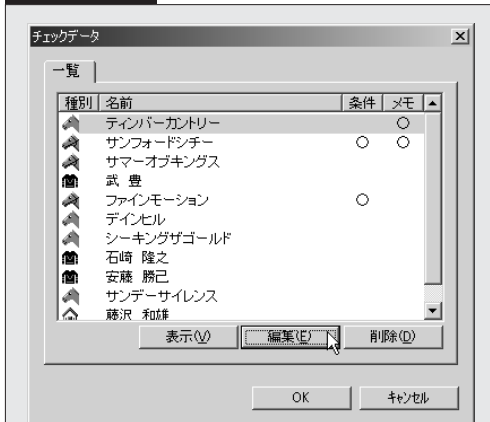 チェックデータ
一覧
種別 名前 条件 メモ
ティンバーカントリー ○
サンフォードシチー ○ ○
サマーオブキングス
武 豊
ファインモーション ○
デインヒル
シーキングザゴールド
石崎 隆之
安藤 勝己
サンデーサイレンス
藤沢 和雄
表示(V) 編集(E) 削除(D)
OK キャンセル